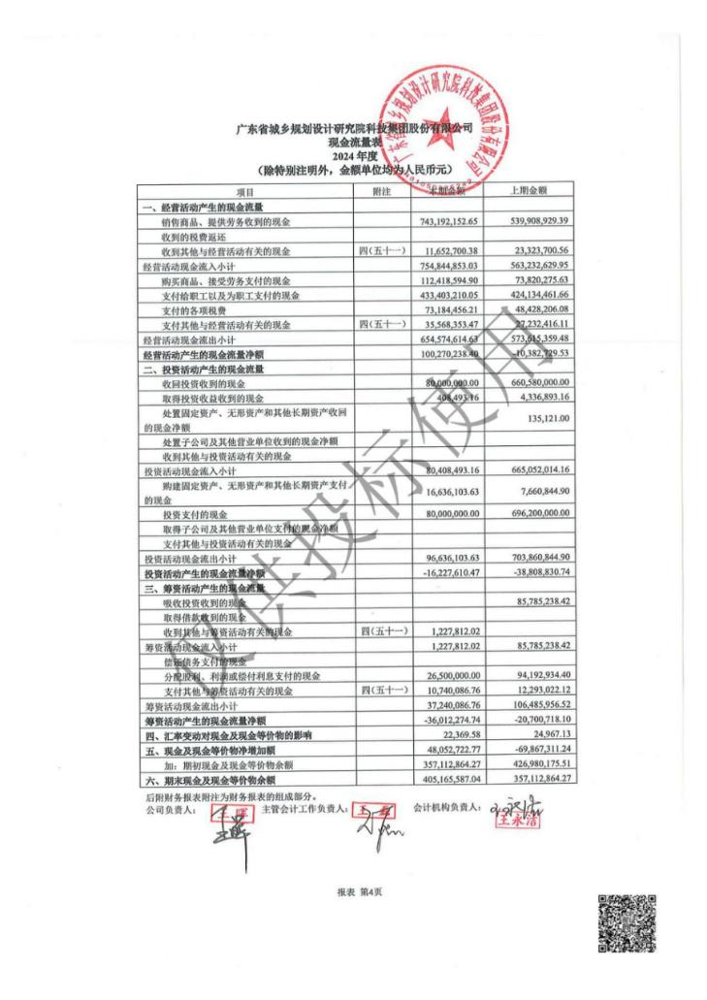 广东省城乡规划设计研究院科技集团股份有限公司
现金流量表
2024 年度
(除特别注明外，金额单位均为人民币元)
项目 附注 本期金额 上期金额
一、经营活动产生的现金流量
销售商品、提供劳务收到的现金 743,192,152.65 539,908,929.39
收到的税费返还
收到其他与经营活动有关的现金 四(五十一) 11,652,700.38 23,323,700.56
经营活动现金流入小计 754,844,853.03 563,232,629.95
购买商品、接受劳务支付的现金 112,418,594.90 73,820,275.63
支付给职工以及为职工支付的现金 433,403,210.05 424,134,461.66
支付的各项税费 73,184,456.21 48,428,206.08
支付其他与经营活动有关的现金 四(五十一) 35,568,353.47 27,232,416.11
经营活动现金流出小计 654,574,614.63 573,615,359.48
经营活动产生的现金流量净额 100,270,238.40 -10,382,729.53
二、投资活动产生的现金流量
收回投资收到的现金 80,000,000.00 660,580,000.00
取得投资收益收到的现金 408,493.16 4,336,893.16
处置固定资产、无形资产和其他长期资产收回
的现金净额 135,121.00
处置子公司及其他营业单位收到的现金净额
收到其他与投资活动有关的现金
投资活动现金流入小计 80,408,493.16 665,052,014.16
购建固定资产、无形资产和其他长期资产支付
的现金 16,636,103.63 7,660,844.90
投资支付的现金 80,000,000.00 696,200,000.00
取得子公司及其他营业单位支付的现金净额
支付其他与投资活动有关的现金
投资活动现金流出小计 96,636,103.63 703,860,844.90
投资活动产生的现金流量净额 -16,227,610.47 -38,808,830.74
三、筹资活动产生的现金流量
吸收投资收到的现金 85,785,238.42
取得借款收到的现金
收到其他与筹资活动有关的现金 四(五十一) 1,227,812.02
筹资活动现金流入小计 1,227,812.02 85,785,238.42
偿还债务支付的现金
分配股利、利润或偿付利息支付的现金 26,500,000.00 94,192,934.40
支付其他与筹资活动有关的现金 四(五十一) 10,740,086.76 12,293,022.12
筹资活动现金流出小计 37,240,086.76 106,485,956.52
筹资活动产生的现金流量净额 -36,012,274.74 -20,700,718.10
四、汇率变动对现金及现金等价物的影响 22,369.58 24,967.13
五、现金及现金等价物净增加额 48,052,722.77 -69,867,311.24
加：期初现金及现金等价物余额 357,112,864.27 426,980,175.51
六、期末现金及现金等价物余额 405,165,587.04 357,112,864.27
后附财务报表附注为财务报表的组成部分。
公司负责人： 主管会计工作负责人： 会计机构负责人：
王永洁
报表 第4页
仅供投标使用
广东省城乡规划设计研究院科技集团股份有限公司